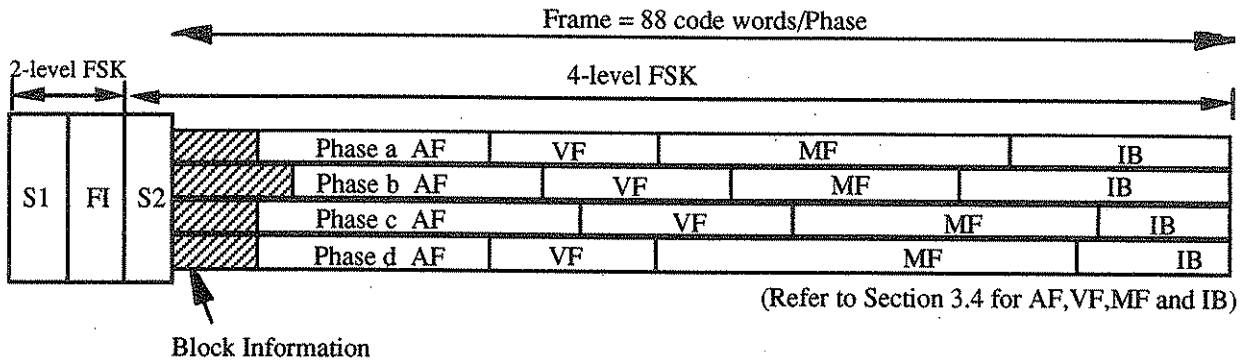 Frame = 88 code words/Phase
2-level FSK
4-level FSK
S1 FI S2
Phase a AF VF MF IB
Phase b AF VF MF IB
Phase c AF VF MF IB
Phase d AF VF MF IB
(Refer to Section 3.4 for AF,VF,MF and IB)
Block Information